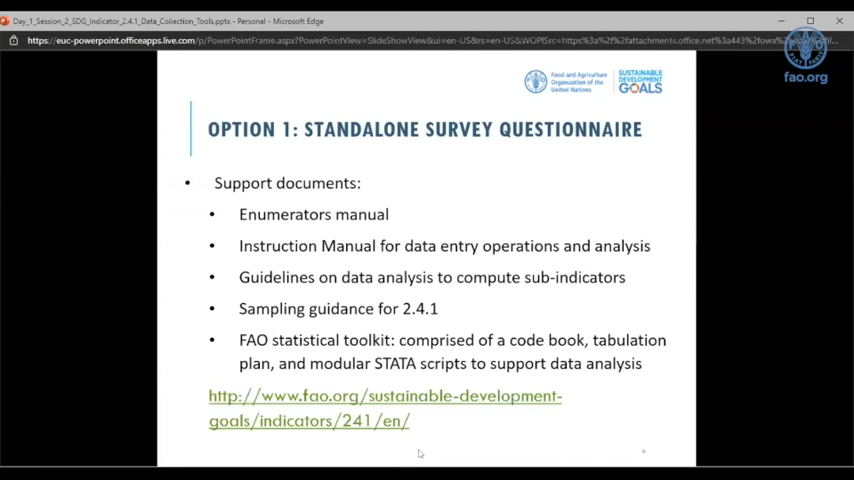 Day_1_Session_2_SDG_Indicator_2.4.1_Data_Collection_Tools.pptx - Personal - Microsoft Edge
fao.org
Food and Agriculture
Organization of the
United Nations
SUSTAINABLE
DEVELOPMENT
GOALS
OPTION 1: STANDALONE SURVEY QUESTIONNAIRE
• Support documents:
• Enumerators manual
• Instruction Manual for data entry operations and analysis
• Guidelines on data analysis to compute sub-indicators
• Sampling guidance for 2.4.1
• FAO statistical toolkit: comprised of a code book, tabulation
plan, and modular STATA scripts to support data analysis
http://www.fao.org/sustainable-development-
goals/indicators/241/en/